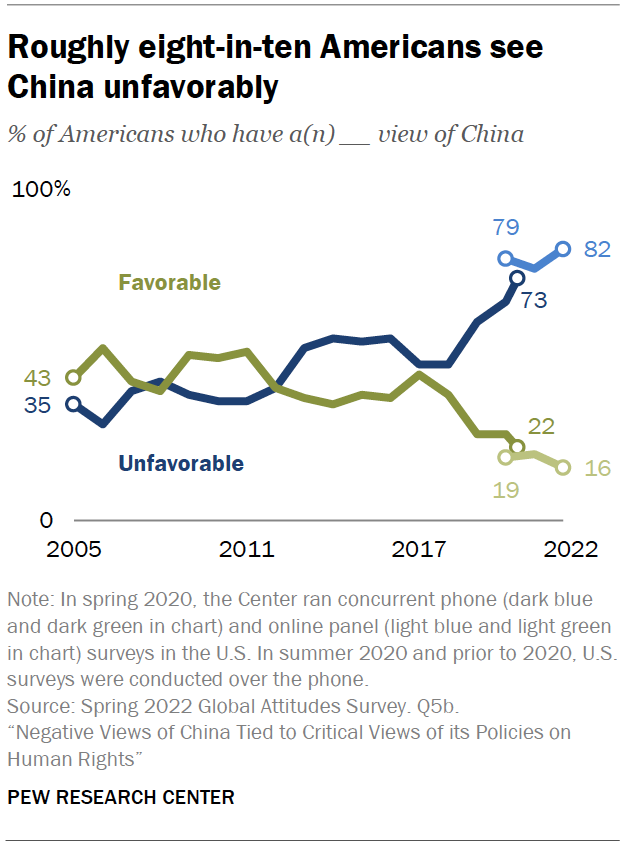 Roughly eight-in-ten Americans see
China unfavorably
% of Americans who have a(n) __ view of China
100%
79
82
Favorable
73
43
35
22
Unfavorable
16
19
0
2005
2011
2017
2022
Note: In spring 2020, the Center ran concurrent phone (dark blue
and dark green in chart) and online panel (light blue and light green
in chart) surveys in the U.S. In summer 2020 and prior to 2020, U.S.
surveys were conducted over the phone.
Source: Spring 2022 Global Attitudes Survey. Q5b.
“Negative Views of China Tied to Critical Views of its Policies on
Human Rights”
PEW RESEARCH CENTER